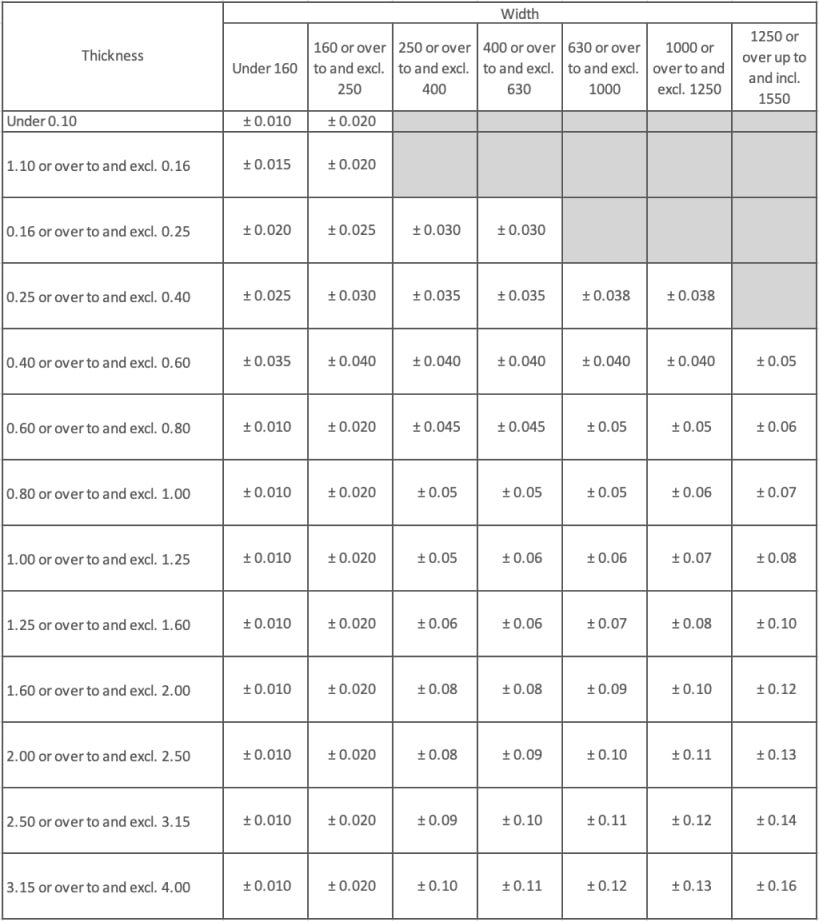 Thickness
Width
Under 160
160 or over
to and excl.
250
250 or over
to and excl.
400
400 or over
to and excl.
630
630 or over
to and excl.
1000
1000 or
over to and
excl. 1250
1250 or
over up to
and incl.
1550
Under 0.10 ± 0.010 ± 0.020
1.10 or over to and excl. 0.16 ± 0.015 ± 0.020
0.16 or over to and excl. 0.25 ± 0.020 ± 0.025 ± 0.030 ± 0.030
0.25 or over to and excl. 0.40 ± 0.025 ± 0.030 ± 0.035 ± 0.035 ± 0.038 ± 0.038
0.40 or over to and excl. 0.60 ± 0.035 ± 0.040 ± 0.040 ± 0.040 ± 0.040 ± 0.040 ± 0.05
0.60 or over to and excl. 0.80 ± 0.010 ± 0.020 ± 0.045 ± 0.045 ± 0.05 ± 0.05 ± 0.06
0.80 or over to and excl. 1.00 ± 0.010 ± 0.020 ± 0.05 ± 0.05 ± 0.05 ± 0.06 ± 0.07
1.00 or over to and excl. 1.25 ± 0.010 ± 0.020 ± 0.05 ± 0.06 ± 0.06 ± 0.07 ± 0.08
1.25 or over to and excl. 1.60 ± 0.010 ± 0.020 ± 0.06 ± 0.06 ± 0.07 ± 0.08 ± 0.10
1.60 or over to and excl. 2.00 ± 0.010 ± 0.020 ± 0.08 ± 0.08 ± 0.09 ± 0.10 ± 0.12
2.00 or over to and excl. 2.50 ± 0.010 ± 0.020 ± 0.08 ± 0.09 ± 0.10 ± 0.11 ± 0.13
2.50 or over to and excl. 3.15 ± 0.010 ± 0.020 ± 0.09 ± 0.10 ± 0.11 ± 0.12 ± 0.14
3.15 or over to and excl. 4.00 ± 0.010 ± 0.020 ± 0.10 ± 0.11 ± 0.12 ± 0.13 ± 0.16